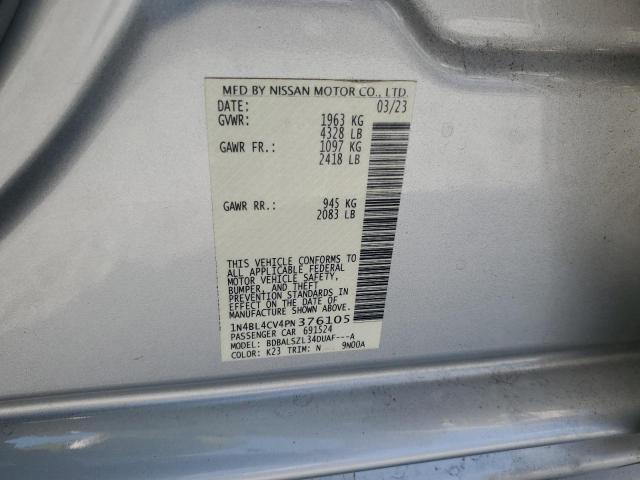 MFD BY NISSAN MOTOR CO., LTD.
DATE: 03/23
GVWR: 1963 KG
4328 LB
GAWR FR.: 1097 KG
2418 LB
GAWR RR.: 945 KG
2083 LB
THIS VEHICLE CONFORMS TO
ALL APPLICABLE FEDERAL
MOTOR VEHICLE SAFETY,
BUMPER, AND THEFT
PREVENTION STANDARDS
IN EFFECT ON THE DATE OF
MANUFACTURE SHOWN ABOVE.
1N4BL4CV4PN376105
PASSENGER CAR 691524
MODEL: BDBALSZL34DUAF---A
COLOR: K23 TRIM: N 9N00A